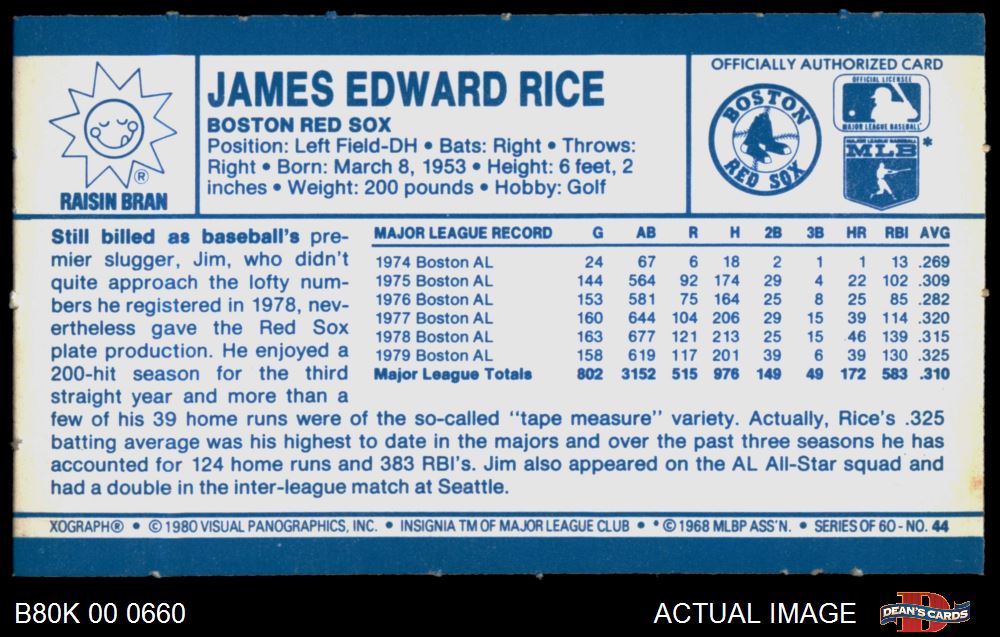 RAISIN BRAN
®
JAMES EDWARD RICE
BOSTON RED SOX
Position: Left Field-DH • Bats: Right • Throws:
Right • Born: March 8, 1953 • Height: 6 feet, 2
inches • Weight: 200 pounds • Hobby: Golf
OFFICIALLY AUTHORIZED CARD
BOSTON
RED SOX
OFFICIAL LICENSEE
MAJOR LEAGUE BASEBALL
MAJOR LEAGUE BASEBALL
MLB *
Still billed as baseball's pre-
mier slugger, Jim, who didn't
quite approach the lofty num-
bers he registered in 1978, nev-
ertheless gave the Red Sox
plate production. He enjoyed a
200-hit season for the third
straight year and more than a
few of his 39 home runs were of the so-called "tape measure" variety. Actually, Rice's .325
batting average was his highest to date in the majors and over the past three seasons he has
accounted for 124 home runs and 383 RBI's. Jim also appeared on the AL All-Star squad and
had a double in the inter-league match at Seattle.
MAJOR LEAGUE RECORD G AB R H 2B 3B HR RBI AVG
1974 Boston AL 24 67 6 18 2 1 1 13 .269
1975 Boston AL 144 564 92 174 29 4 22 102 .309
1976 Boston AL 153 581 75 164 25 8 25 85 .282
1977 Boston AL 160 644 104 206 29 15 39 114 .320
1978 Boston AL 163 677 121 213 25 15 46 139 .315
1979 Boston AL 158 619 117 201 39 6 39 130 .325
Major League Totals 802 3152 515 976 149 49 172 583 .310
XOGRAPH® • © 1980 VISUAL PANOGRAPHICS, INC. • INSIGNIA TM OF MAJOR LEAGUE CLUB • * © 1968 MLBP ASS'N. • SERIES OF 60 - NO. 44
B80K 00 0660
ACTUAL IMAGE
D
DEAN'S CARDS